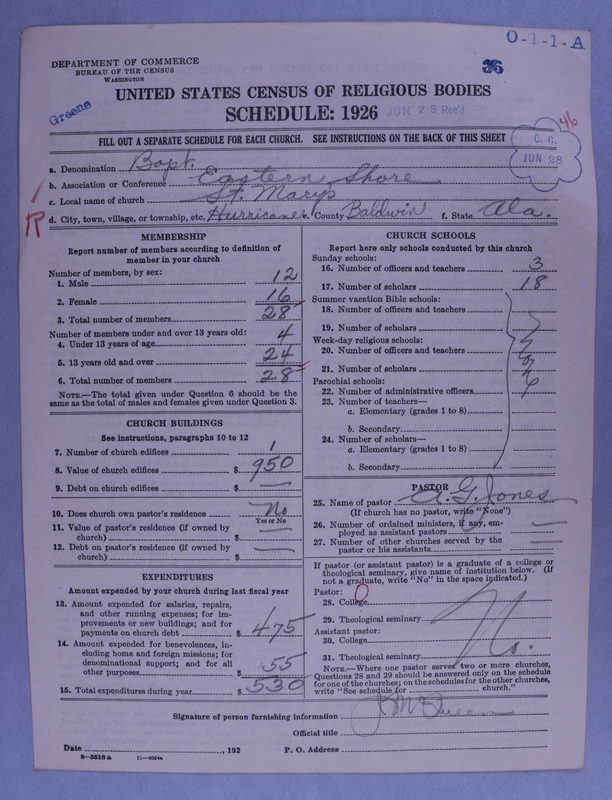 O-1-1-A
DEPARTMENT OF COMMERCE
BUREAU OF THE CENSUS
WASHINGTON
36
UNITED STATES CENSUS OF RELIGIOUS BODIES
Greene
SCHEDULE: 1926
JUN 28 Rec'd
46
FILL OUT A SEPARATE SCHEDULE FOR EACH CHURCH. SEE INSTRUCTIONS ON THE BACK OF THIS SHEET
C. C.
JUN 28
a. Denomination Bapt.
b. Association or Conference Eastern Shore
c. Local name of church St. Marys
R
d. City, town, village, or township, etc. Hurricane e. County Baldwin f. State Ala.
MEMBERSHIP
Report number of members according to definition of
member in your church
Number of members, by sex:
1. Male 12
2. Female 16
3. Total number of members 28
Number of members under and over 13 years old:
4. Under 13 years of age 4
5. 13 years old and over 24
6. Total number of members 28
NOTE.—The total given under Question 6 should be the
same as the total of males and females given under Question 3.
CHURCH BUILDINGS
See instructions, paragraphs 10 to 12
7. Number of church edifices 1
8. Value of church edifices $ 950
9. Debt on church edifices $ —
10. Does church own pastor's residence No
Yes or No
11. Value of pastor's residence (if owned by
church) $ —
12. Debt on pastor's residence (if owned by
church) $ —
EXPENDITURES
Amount expended by your church during last fiscal year
13. Amount expended for salaries, repairs,
and other running expenses; for im-
provements or new buildings; and for
payments on church debt $ 475
14. Amount expended for benevolences, in-
cluding home and foreign missions; for
denominational support; and for all
other purposes $ 55
15. Total expenditures during year $ 530
CHURCH SCHOOLS
Report here only schools conducted by this church
Sunday schools:
16. Number of officers and teachers 3
17. Number of scholars 18
Summer vacation Bible schools:
18. Number of officers and teachers
19. Number of scholars
Week-day religious schools:
20. Number of officers and teachers
21. Number of scholars
Parochial schools:
22. Number of administrative officers
23. Number of teachers—
a. Elementary (grades 1 to 8)
b. Secondary
24. Number of scholars—
a. Elementary (grades 1 to 8)
b. Secondary
PASTOR
25. Name of pastor A. G. Jones
(If church has no pastor, write "None")
26. Number of ordained ministers, if any, em-
ployed as assistant pastors —
27. Number of other churches served by the
pastor or his assistants —
If pastor (or assistant pastor) is a graduate of a college or
theological seminary, give name of institution below. (If
not a graduate, write "No" in the space indicated.)
Pastor: 0
28. College
29. Theological seminary
Assistant pastor: No.
30. College
31. Theological seminary
NOTE.—Where one pastor serves two or more churches,
Questions 28 and 29 should be answered only on the schedule
for one of the churches; on the schedules for the other churches,
write "See schedule for church."
Signature of person furnishing information
Official title
Date , 192 P. O. Address
8—5518 a 11—9054a